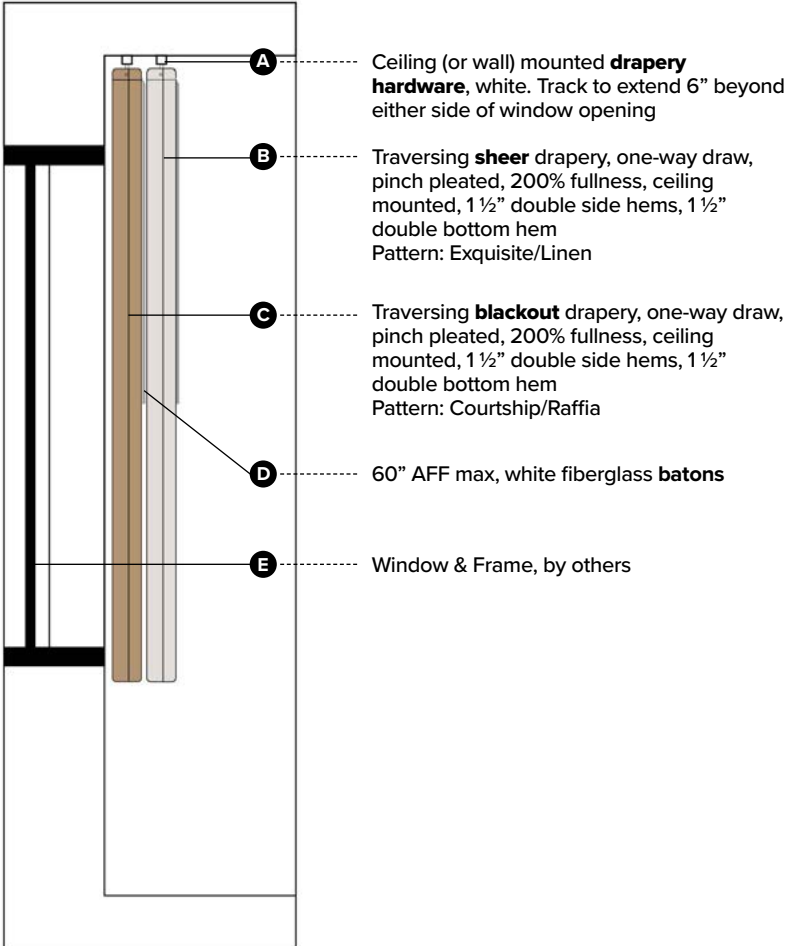 A Ceiling (or wall) mounted drapery
hardware, white. Track to extend 6” beyond
either side of window opening
B Traversing sheer drapery, one-way draw,
pinch pleated, 200% fullness, ceiling
mounted, 1 ½” double side hems, 1 ½”
double bottom hem
Pattern: Exquisite/Linen
C Traversing blackout drapery, one-way draw,
pinch pleated, 200% fullness, ceiling
mounted, 1 ½” double side hems, 1 ½”
double bottom hem
Pattern: Courtship/Raffia
D 60” AFF max, white fiberglass batons
E Window & Frame, by others